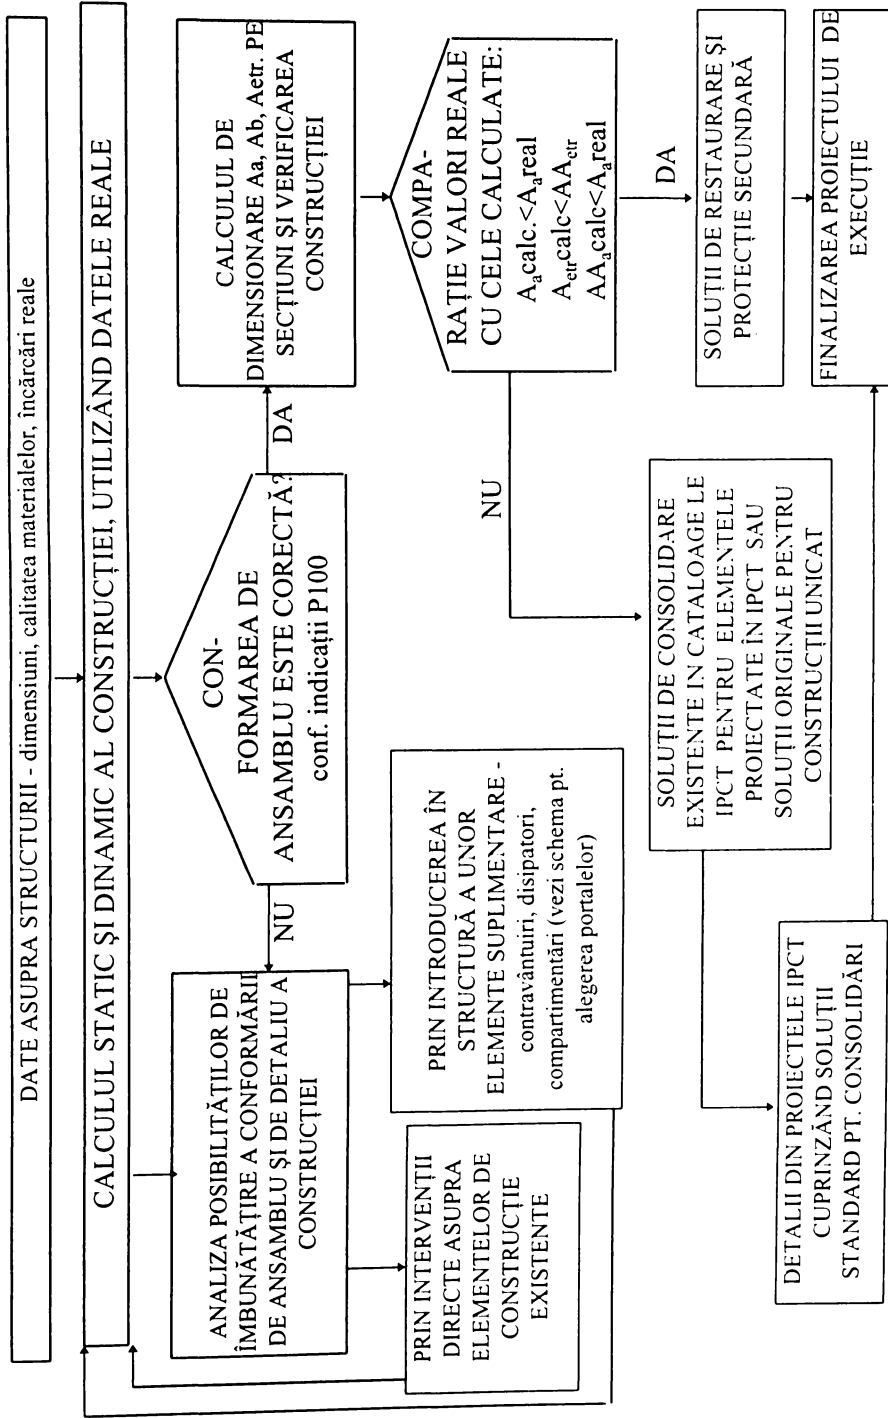 DATE ASUPRA STRUCTURII - dimensiuni, calitatea materialelor, încărcări reale
CALCULUL STATIC ȘI DINAMIC AL CONSTRUCȚIEI, UTILIZÂND DATELE REALE
ANALIZA POSIBILITĂȚILOR DE
ÎMBUNĂTĂȚIRE A CONFORMĂRII
DE ANSAMBLU ȘI DE DETALIU A
CONSTRUCȚIEI
NU
CON-
FORMAREA DE
ANSAMBLU ESTE CORECTĂ?
conf. indicații P100
DA
CALCULUL DE
DIMENSIONARE Aa, Ab, Aetr. PE
SECȚIUNI ȘI VERIFICAREA
CONSTRUCȚIEI
PRIN INTERVENȚII
DIRECTE ASUPRA
ELEMENTELOR DE
CONSTRUCȚIE
EXISTENTE
PRIN INTRODUCEREA ÎN
STRUCTURĂ A UNOR
ELEMENTE SUPLIMENTARE -
contravântuiri, disipatori,
compartimentări (vezi schema pt.
alegerea portalelor)
COMPA-
RAȚIE VALORI REALE
CU CELE CALCULATE:
Aacalc.<Aareal
Aetrcalc<AAetr
AAacalc<Aareal
NU
DA
SOLUȚII DE CONSOLIDARE
EXISTENTE IN CATALOAGE LE
IPCT PENTRU ELEMENTELE
PROIECTATE ÎN IPCT SAU
SOLUȚII ORIGINALE PENTRU
CONSTRUCȚII UNICAT
SOLUȚII DE RESTAURARE ȘI
PROTECȚIE SECUNDARĂ
DETALII DIN PROIECTELE IPCT
CUPRINZÂND SOLUȚII
STANDARD PT. CONSOLIDĂRI
FINALIZAREA PROIECTULUI DE
EXECUȚIE